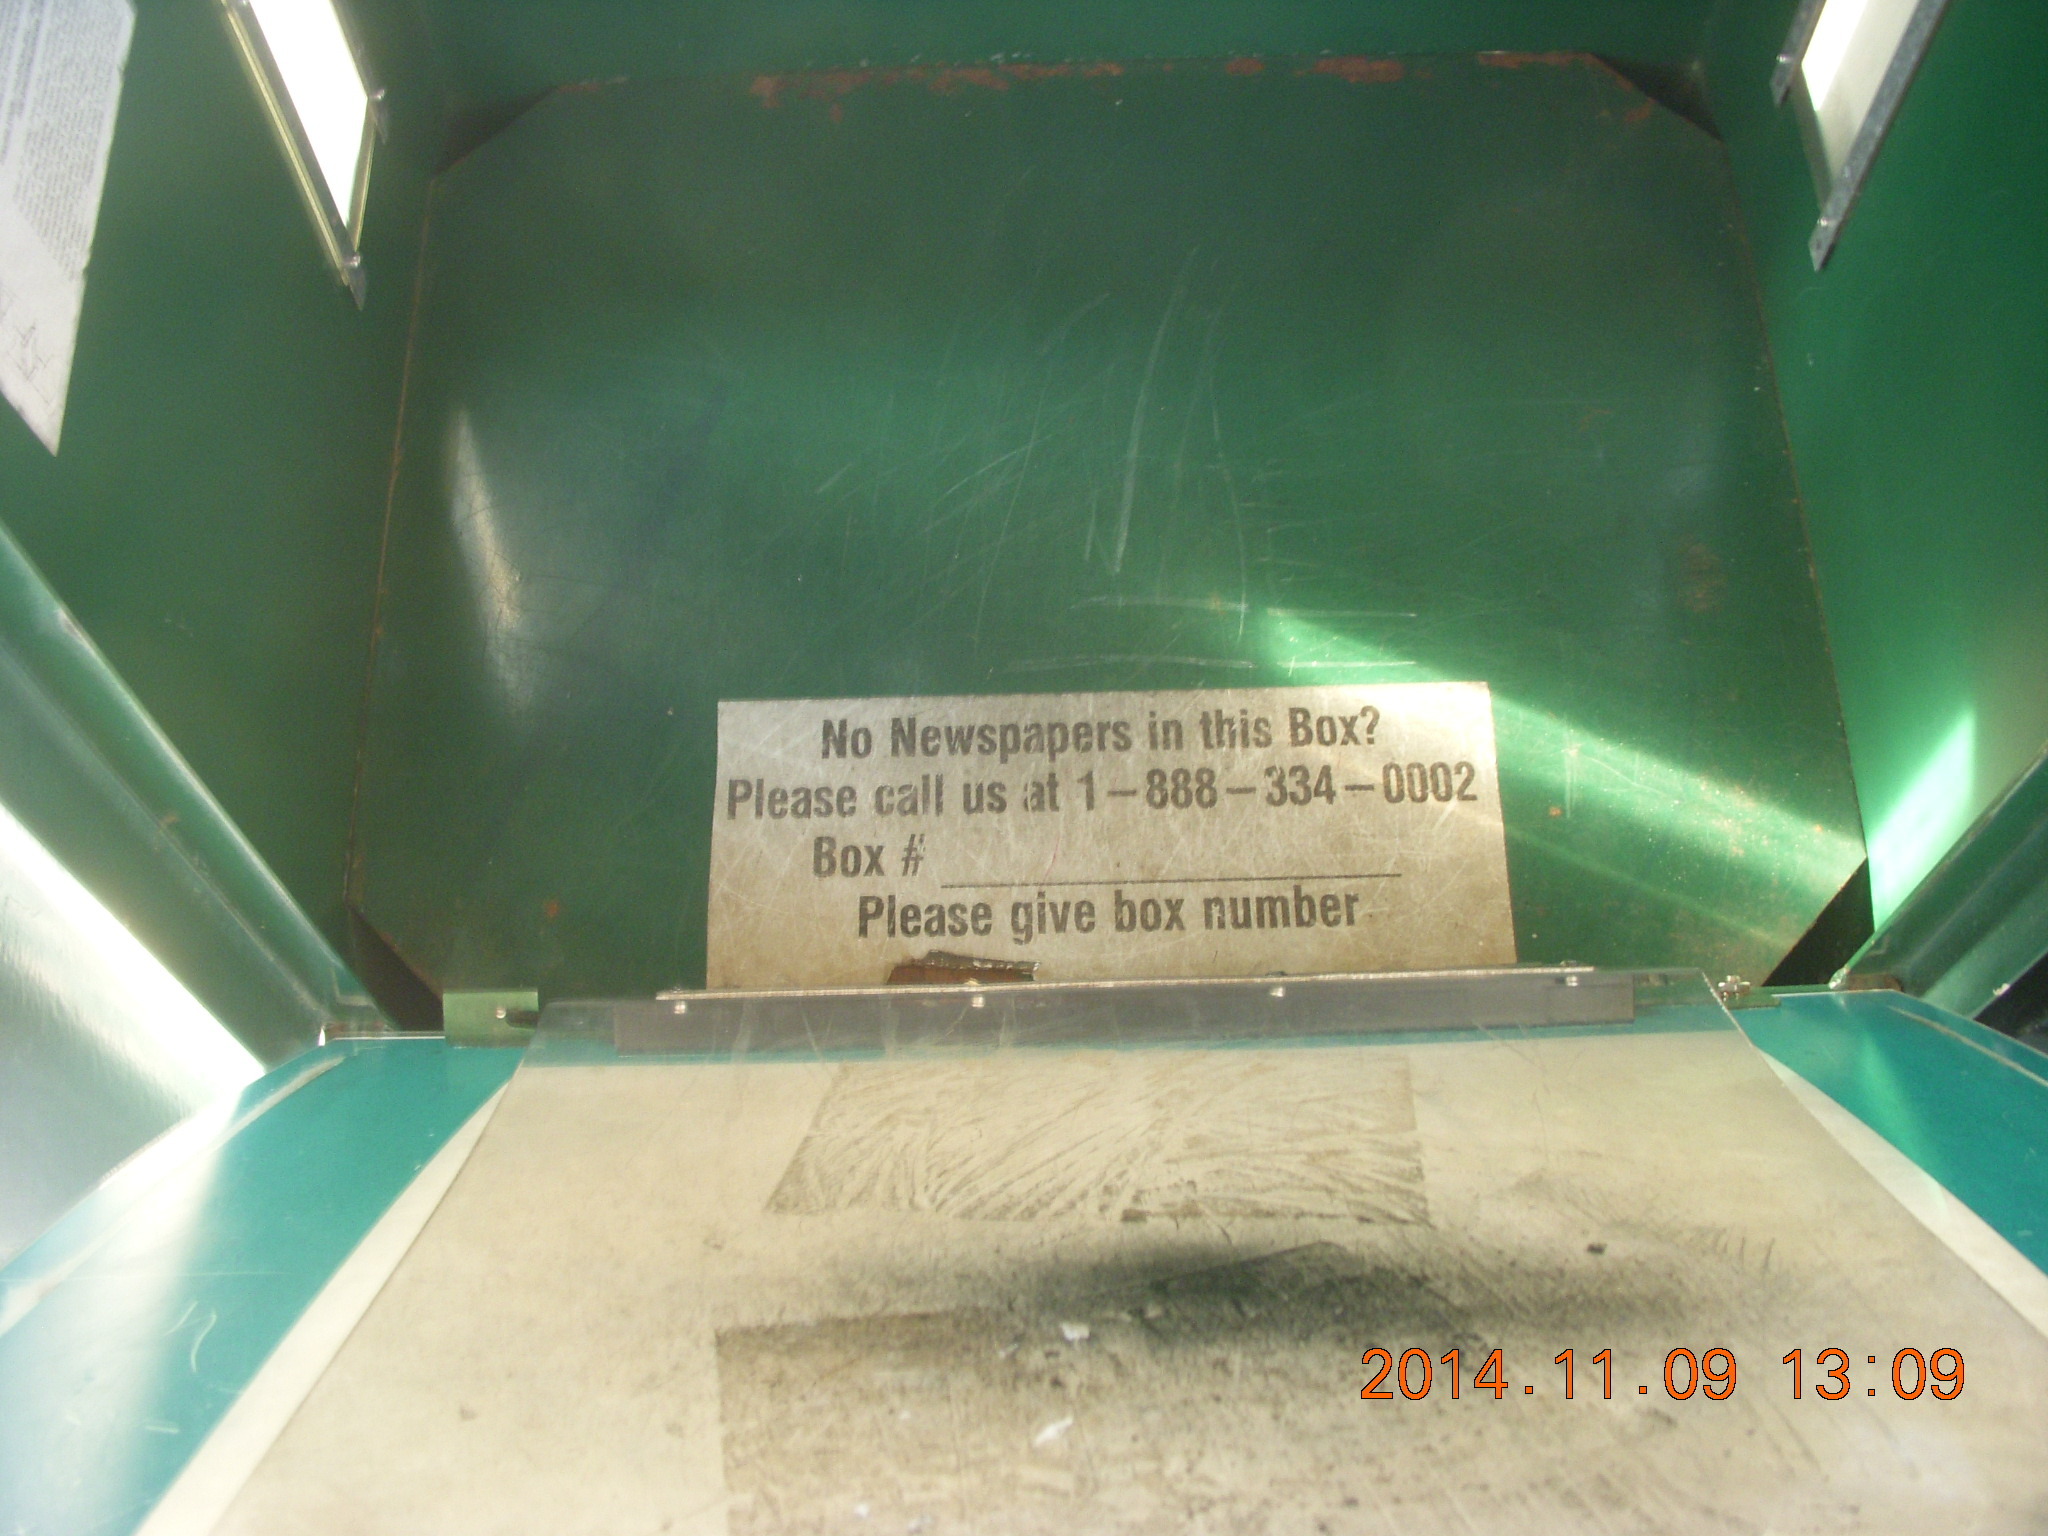 No Newspapers in this Box?
Please call us at 1-888-334-0002
Box #
Please give box number
2014.11.09 13:09